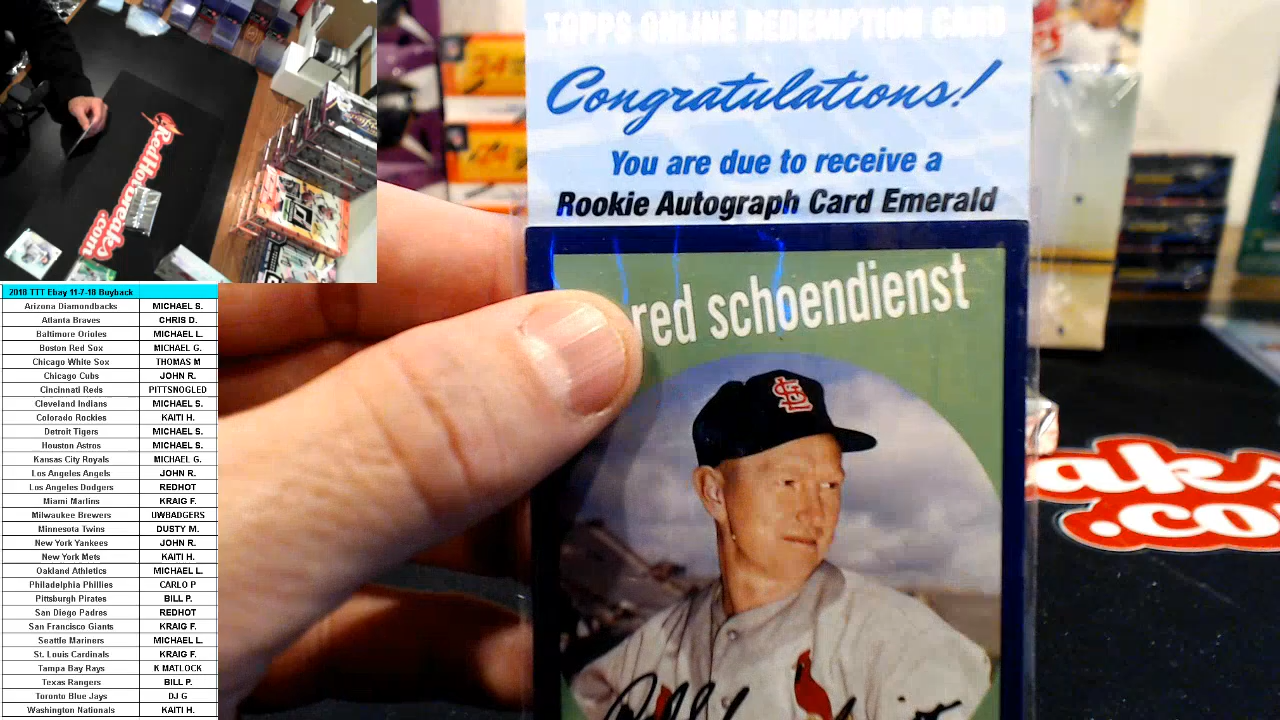 TOPPS ONLINE REDEMPTION CARD
Congratulations!
You are due to receive a
Rookie Autograph Card Emerald
red schoendienst
RedHotBreaks
.com
aks
.co
2018 TTT Ebay 11-7-18 Buyback
Arizona Diamondbacks MICHAEL S.
Atlanta Braves CHRIS D.
Baltimore Orioles MICHAEL L.
Boston Red Sox MICHAEL G.
Chicago White Sox THOMAS M
Chicago Cubs JOHN R.
Cincinati Reds PITTSNOGLED
Cleveland Indians MICHAEL S.
Colorado Rockies KAITI H.
Detroit Tigers MICHAEL S.
Houston Astros MICHAEL S.
Kansas City Royals MICHAEL G.
Los Angeles Angels JOHN R.
Los Angeles Dodgers REDHOT
Miami Marlins KRAIG F.
Milwaukee Brewers UWBADGERS
Minnesota Twins DUSTY M.
New York Yankees JOHN R.
New York Mets KAITI H.
Oakland Athletics MICHAEL L.
Philadelphia Phillies CARLO P
Pittsburgh Pirates BILL P.
San Diego Padres REDHOT
San Francisco Giants KRAIG F.
Seattle Mariners MICHAEL L.
St. Louis Cardinals KRAIG F.
Tampa Bay Rays K MATLOCK
Texas Rangers BILL P.
Toronto Blue Jays DJ G
Washington Nationals KAITI H.